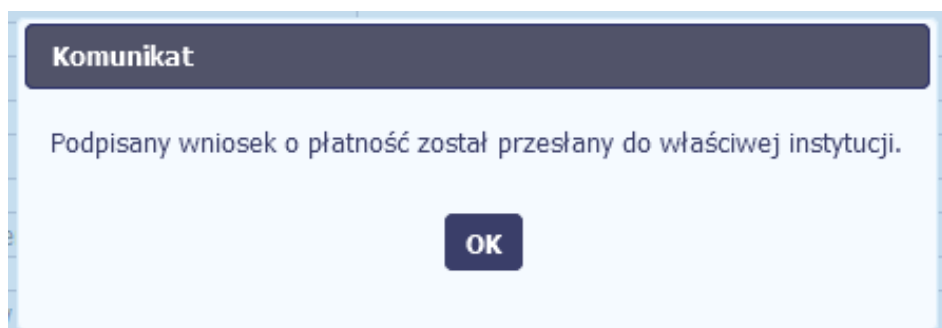 Komunikat
Podpisany wniosek o płatność został przesłany do właściwej instytucji.
OK